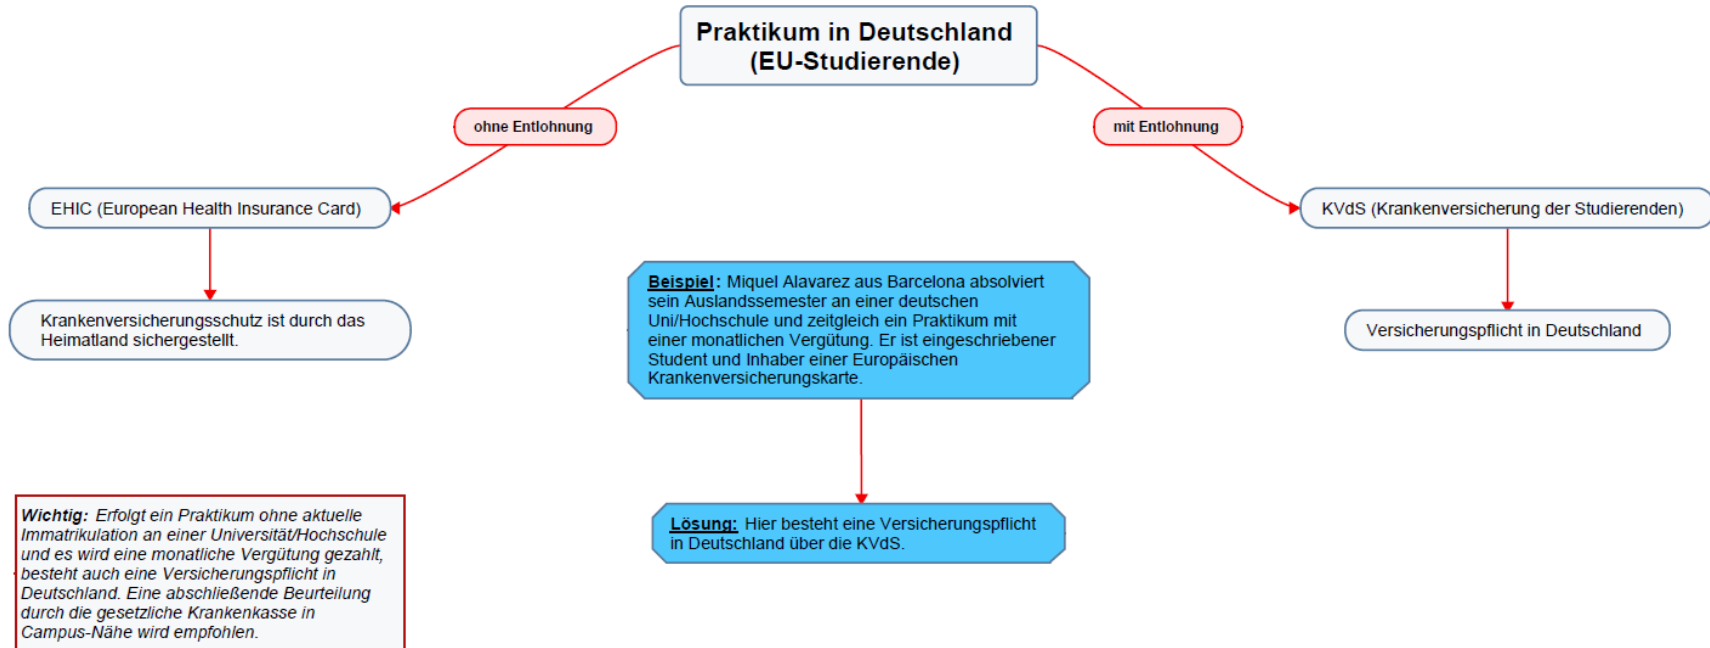 Praktikum in Deutschland
(EU-Studierende)
ohne Entlohnung
mit Entlohnung
EHIC (European Health Insurance Card)
KVdS (Krankenversicherung der Studierenden)
Krankenversicherungsschutz ist durch das
Heimatland sichergestellt.
Beispiel: Miquel Alavarez aus Barcelona absolviert
sein Auslandssemester an einer deutschen
Uni/Hochschule und zeitgleich ein Praktikum mit
einer monatlichen Vergütung. Er ist eingeschriebener
Student und Inhaber einer Europäischen
Krankenversicherungskarte.
Versicherungspflicht in Deutschland
Lösung: Hier besteht eine Versicherungspflicht
in Deutschland über die KVdS.
Wichtig: Erfolgt ein Praktikum ohne aktuelle
Immatrikulation an einer Universität/Hochschule
und es wird eine monatliche Vergütung gezahlt,
besteht auch eine Versicherungspflicht in
Deutschland. Eine abschließende Beurteilung
durch die gesetzliche Krankenkasse in
Campus-Nähe wird empfohlen.